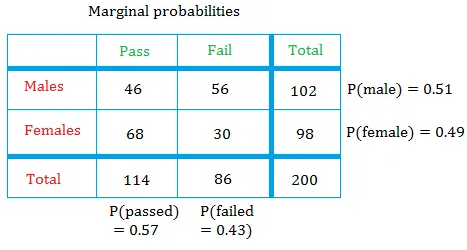 Marginal probabilities
Pass Fail Total
Males 46 56 102 P(male) = 0.51
Females 68 30 98 P(female) = 0.49
Total 114 86 200
P(passed) P(failed
= 0.57 = 0.43)